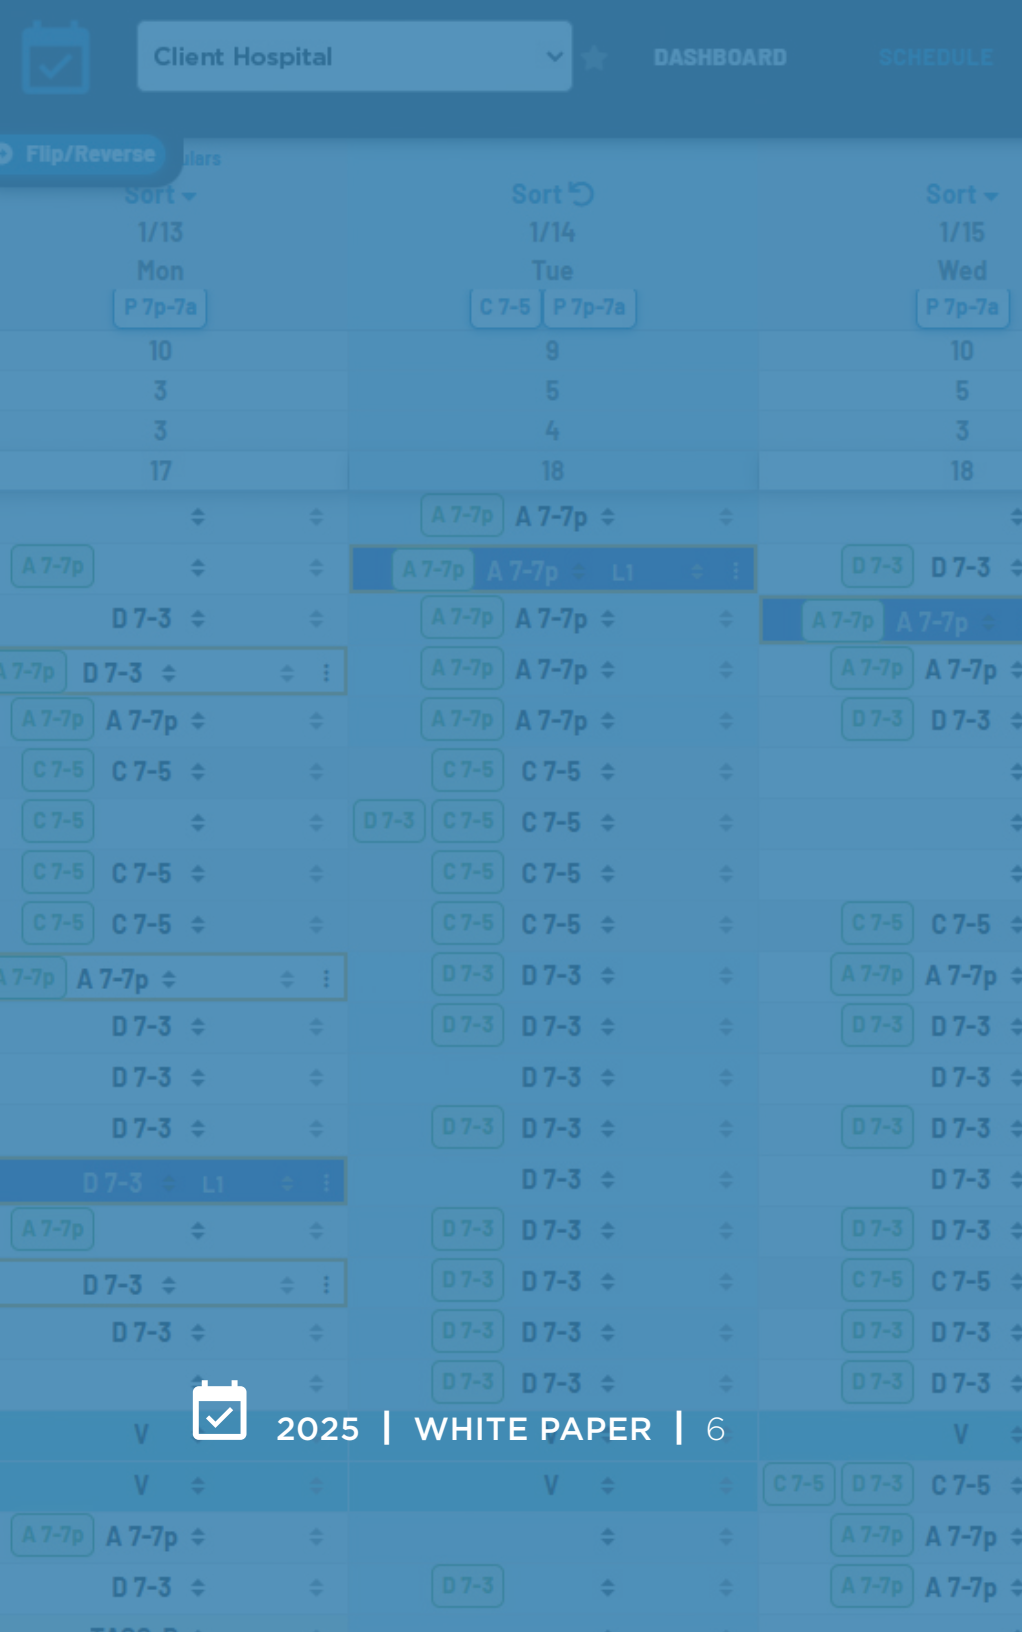 Client Hospital DASHBOARD SCHEDULE
Flip/Reverse ulars
Sort Sort Sort
1/13 1/14 1/15
Mon Tue Wed
P 7p-7a C 7-5 P 7p-7a P 7p-7a
10 9 10
3 5 5
3 4 3
17 18 18
A 7-7p A 7-7p
A 7-7p A 7-7p A 7-7p L1 D 7-3 D 7-3
D 7-3 A 7-7p A 7-7p A 7-7p A 7-7p
A 7-7p D 7-3 A 7-7p A 7-7p A 7-7p A 7-7p
A 7-7p A 7-7p A 7-7p A 7-7p D 7-3 D 7-3
C 7-5 C 7-5 C 7-5 C 7-5
C 7-5 D 7-3 C 7-5 C 7-5
C 7-5 C 7-5 C 7-5 C 7-5
C 7-5 C 7-5 C 7-5 C 7-5 C 7-5 C 7-5
A 7-7p A 7-7p D 7-3 D 7-3 A 7-7p A 7-7p
D 7-3 D 7-3 D 7-3 D 7-3 D 7-3
D 7-3 D 7-3 D 7-3
D 7-3 D 7-3 D 7-3 D 7-3 D 7-3
D 7-3 L1 D 7-3 D 7-3
A 7-7p D 7-3 D 7-3 D 7-3 D 7-3
D 7-3 D 7-3 D 7-3 C 7-5 C 7-5
D 7-3 D 7-3 D 7-3 D 7-3 D 7-3
D 7-3 D 7-3 D 7-3 D 7-3
2025 | WHITE PAPER | 6
V V V
V V C 7-5 D 7-3 C 7-5
A 7-7p A 7-7p A 7-7p A 7-7p
D 7-3 D 7-3 A 7-7p A 7-7p